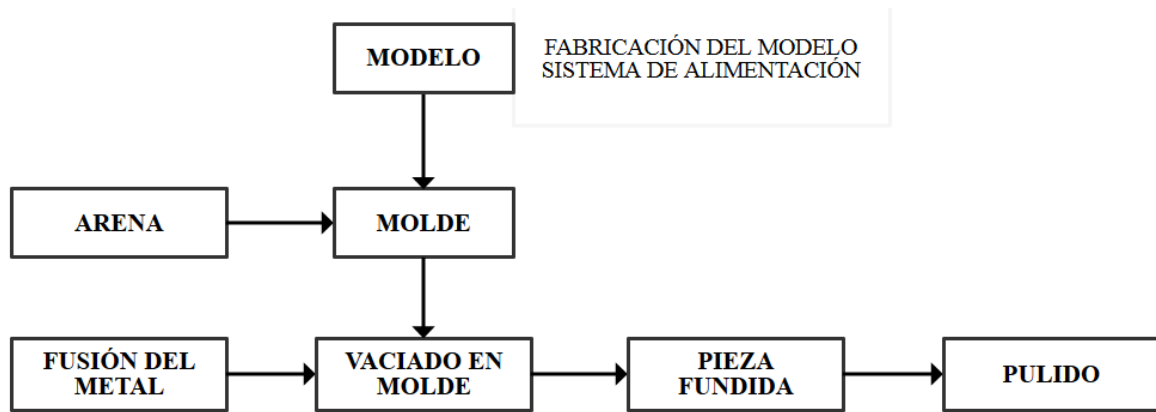 MODELO
FABRICACIÓN DEL MODELO
SISTEMA DE ALIMENTACIÓN
ARENA
MOLDE
FUSIÓN DEL
METAL
VACIADO EN
MOLDE
PIEZA
FUNDIDA
PULIDO